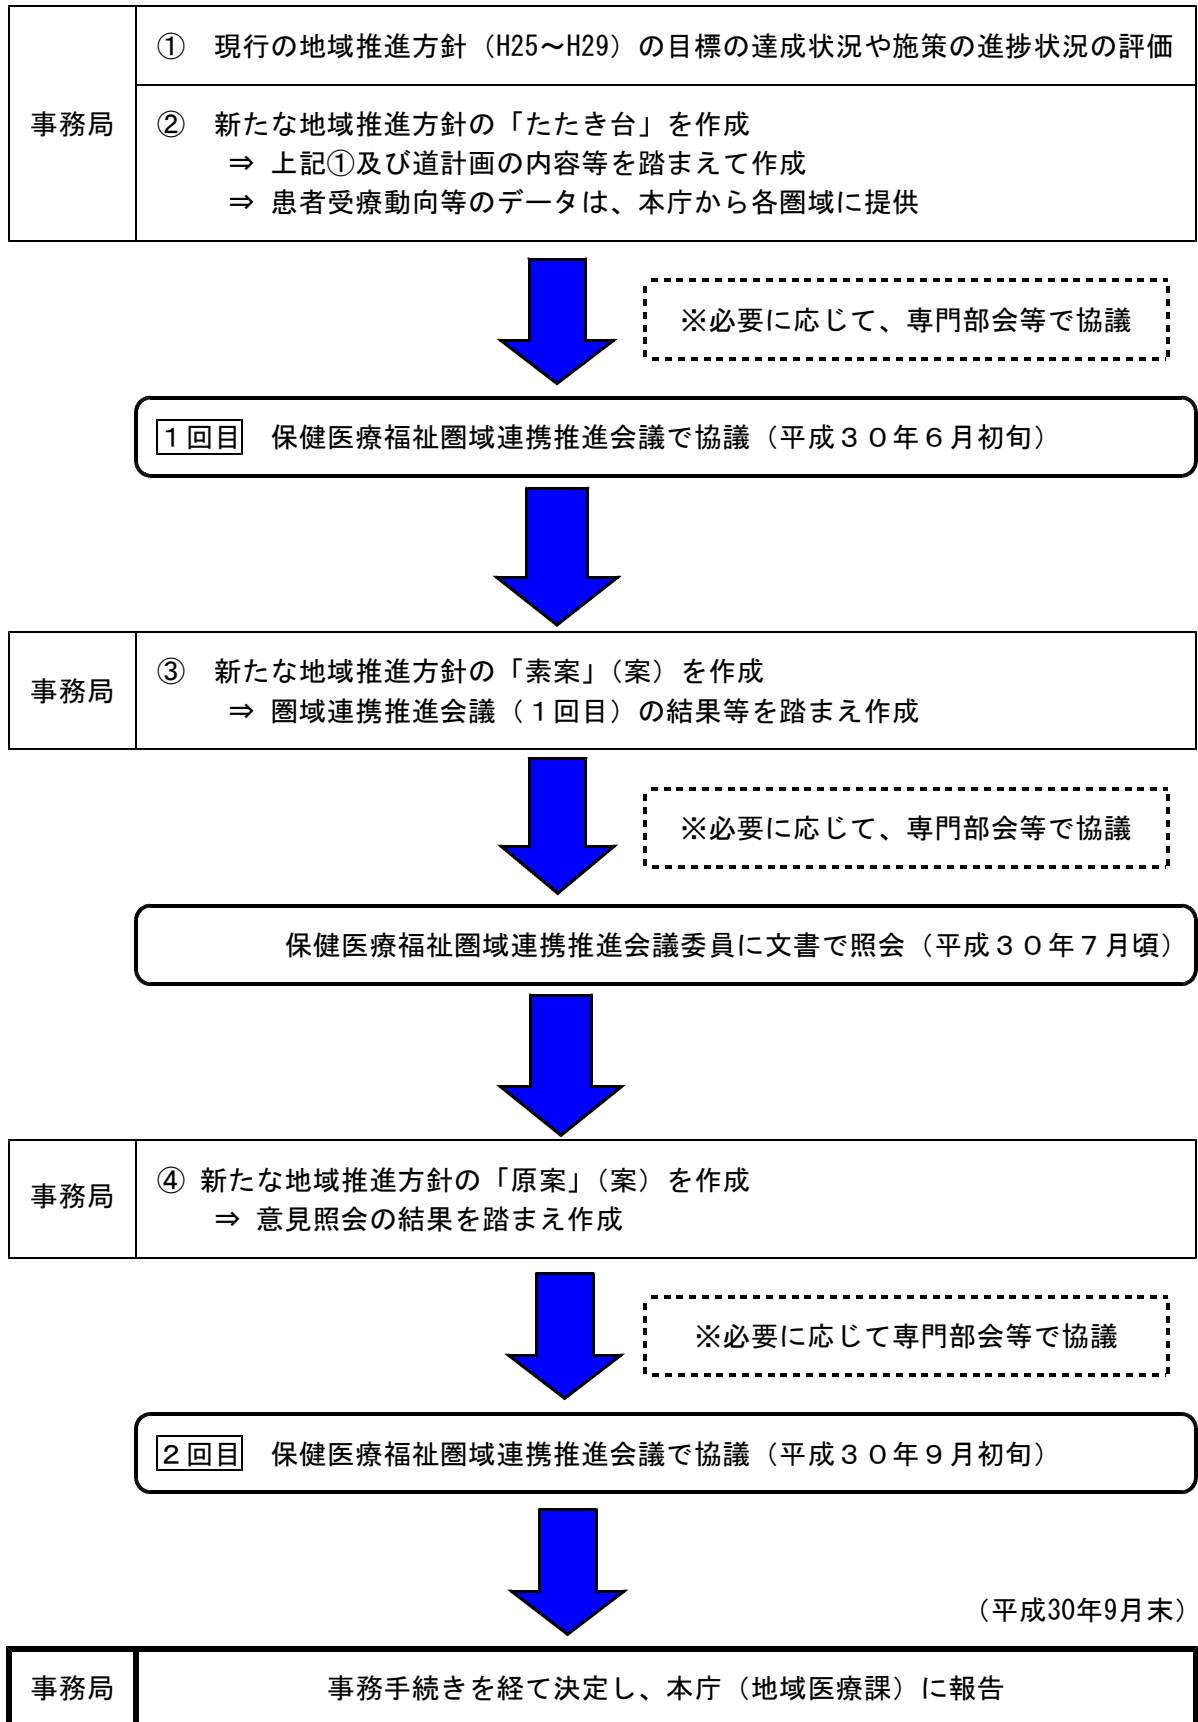 ① 現行の地域推進方針（H25～H29）の目標の達成状況や施策の進捗状況の評価
事務局
② 新たな地域推進方針の「たたき台」を作成
⇒ 上記①及び道計画の内容等を踏まえて作成
⇒ 患者受療動向等のデータは、本庁から各圏域に提供
※必要に応じて、専門部会等で協議
１回目 保健医療福祉圏域連携推進会議で協議（平成３０年６月初旬）
事務局
③ 新たな地域推進方針の「素案」（案）を作成
⇒ 圏域連携推進会議（１回目）の結果等を踏まえ作成
※必要に応じて、専門部会等で協議
保健医療福祉圏域連携推進会議委員に文書で照会（平成３０年７月頃）
事務局
④ 新たな地域推進方針の「原案」（案）を作成
⇒ 意見照会の結果を踏まえ作成
※必要に応じて専門部会等で協議
２回目 保健医療福祉圏域連携推進会議で協議（平成３０年９月初旬）
（平成30年9月末）
事務局 事務手続きを経て決定し、本庁（地域医療課）に報告